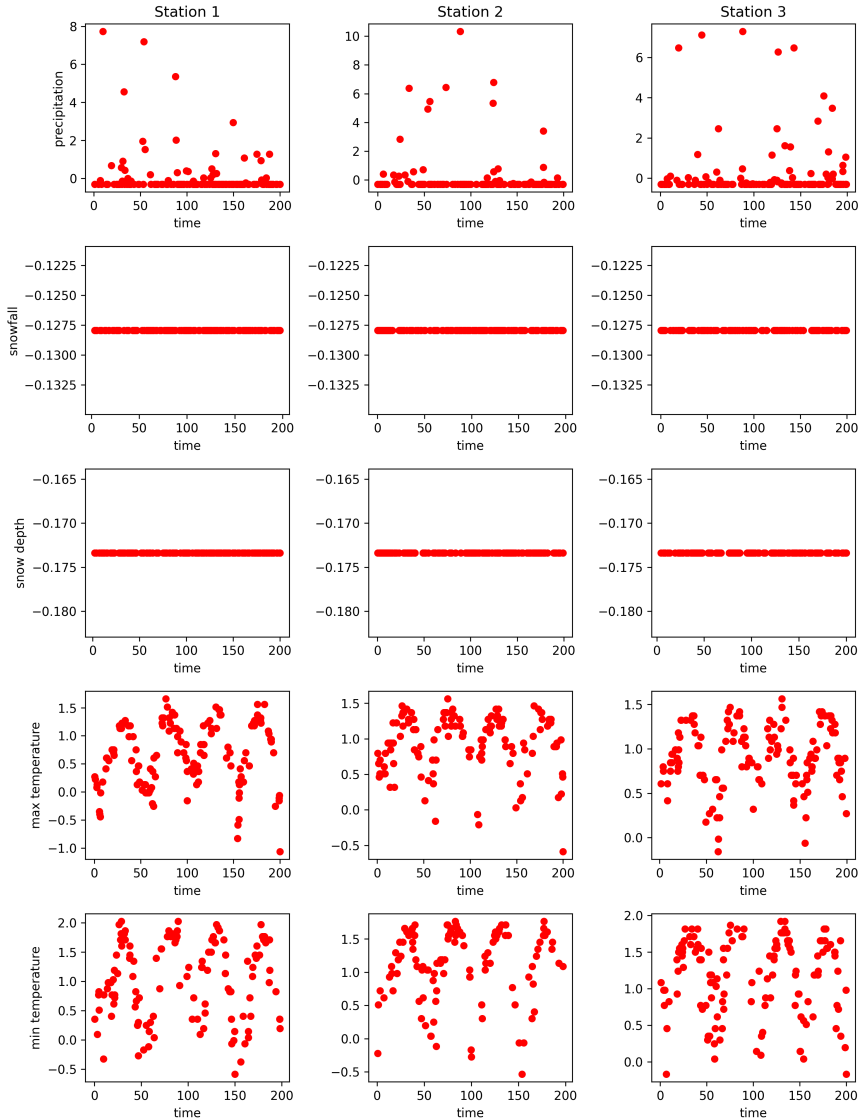 Station 1
Station 2
Station 3
precipitation
8
6
4
2
0
0 50 100 150 200
time
10
8
6
4
2
0
0 50 100 150 200
time
6
4
2
0
0 50 100 150 200
time
snowfall
−0.1225
−0.1250
−0.1275
−0.1300
−0.1325
0 50 100 150 200
time
−0.1225
−0.1250
−0.1275
−0.1300
−0.1325
0 50 100 150 200
time
−0.1225
−0.1250
−0.1275
−0.1300
−0.1325
0 50 100 150 200
time
snow depth
−0.165
−0.170
−0.175
−0.180
0 50 100 150 200
time
−0.165
−0.170
−0.175
−0.180
0 50 100 150 200
time
−0.165
−0.170
−0.175
−0.180
0 50 100 150 200
time
max temperature
1.5
1.0
0.5
0.0
−0.5
−1.0
0 50 100 150 200
time
1.5
1.0
0.5
0.0
−0.5
0 50 100 150 200
time
1.5
1.0
0.5
0.0
0 50 100 150 200
time
min temperature
2.0
1.5
1.0
0.5
0.0
−0.5
0 50 100 150 200
time
1.5
1.0
0.5
0.0
−0.5
0 50 100 150 200
time
2.0
1.5
1.0
0.5
0.0
0 50 100 150 200
time